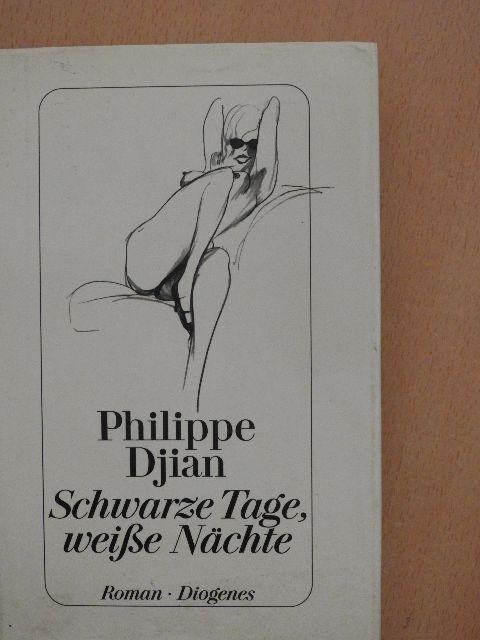 Philippe
Djian
Schwarze Tage,
weiße Nächte
Roman · Diogenes